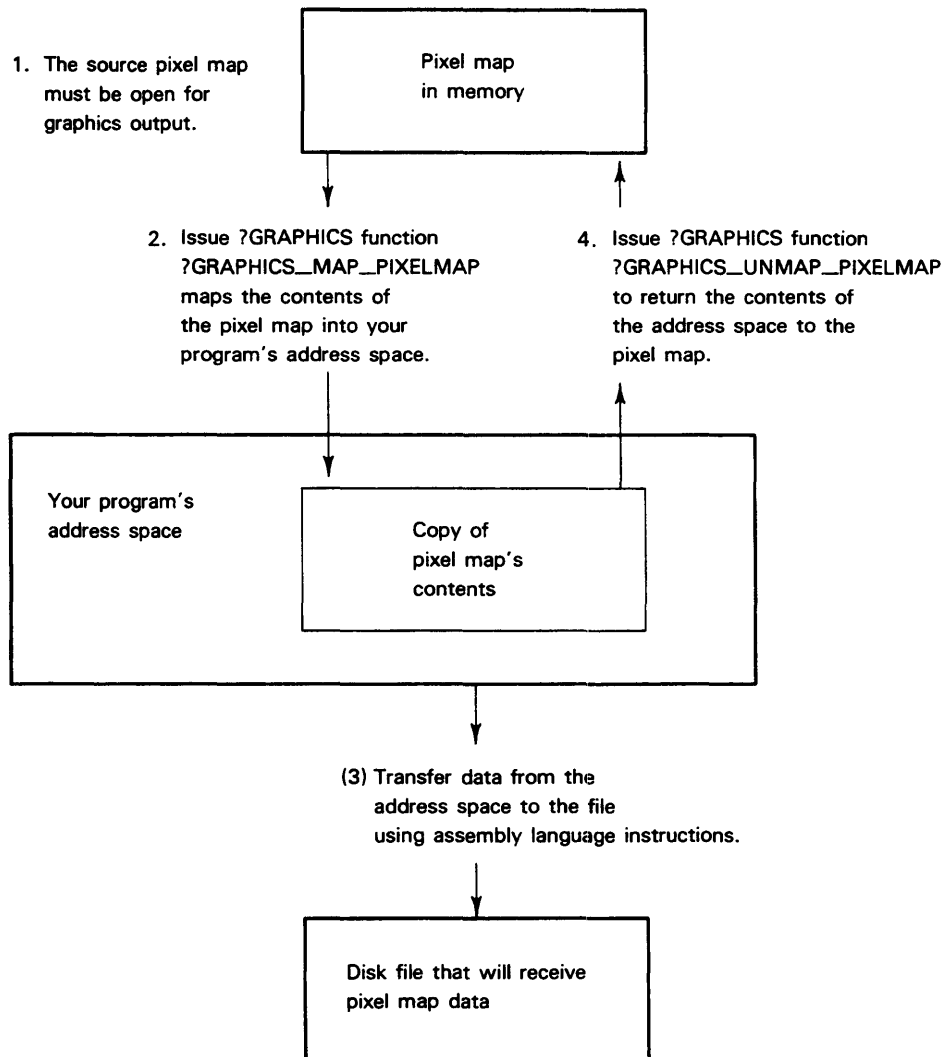 1. The source pixel map
must be open for
graphics output.
Pixel map
in memory
2. Issue ?GRAPHICS function
?GRAPHICS_MAP_PIXELMAP
maps the contents of
the pixel map into your
program's address space.
4. Issue ?GRAPHICS function
?GRAPHICS_UNMAP_PIXELMAP
to return the contents of
the address space to the
pixel map.
Your program's
address space
Copy of
pixel map's
contents
(3) Transfer data from the
address space to the file
using assembly language instructions.
Disk file that will receive
pixel map data